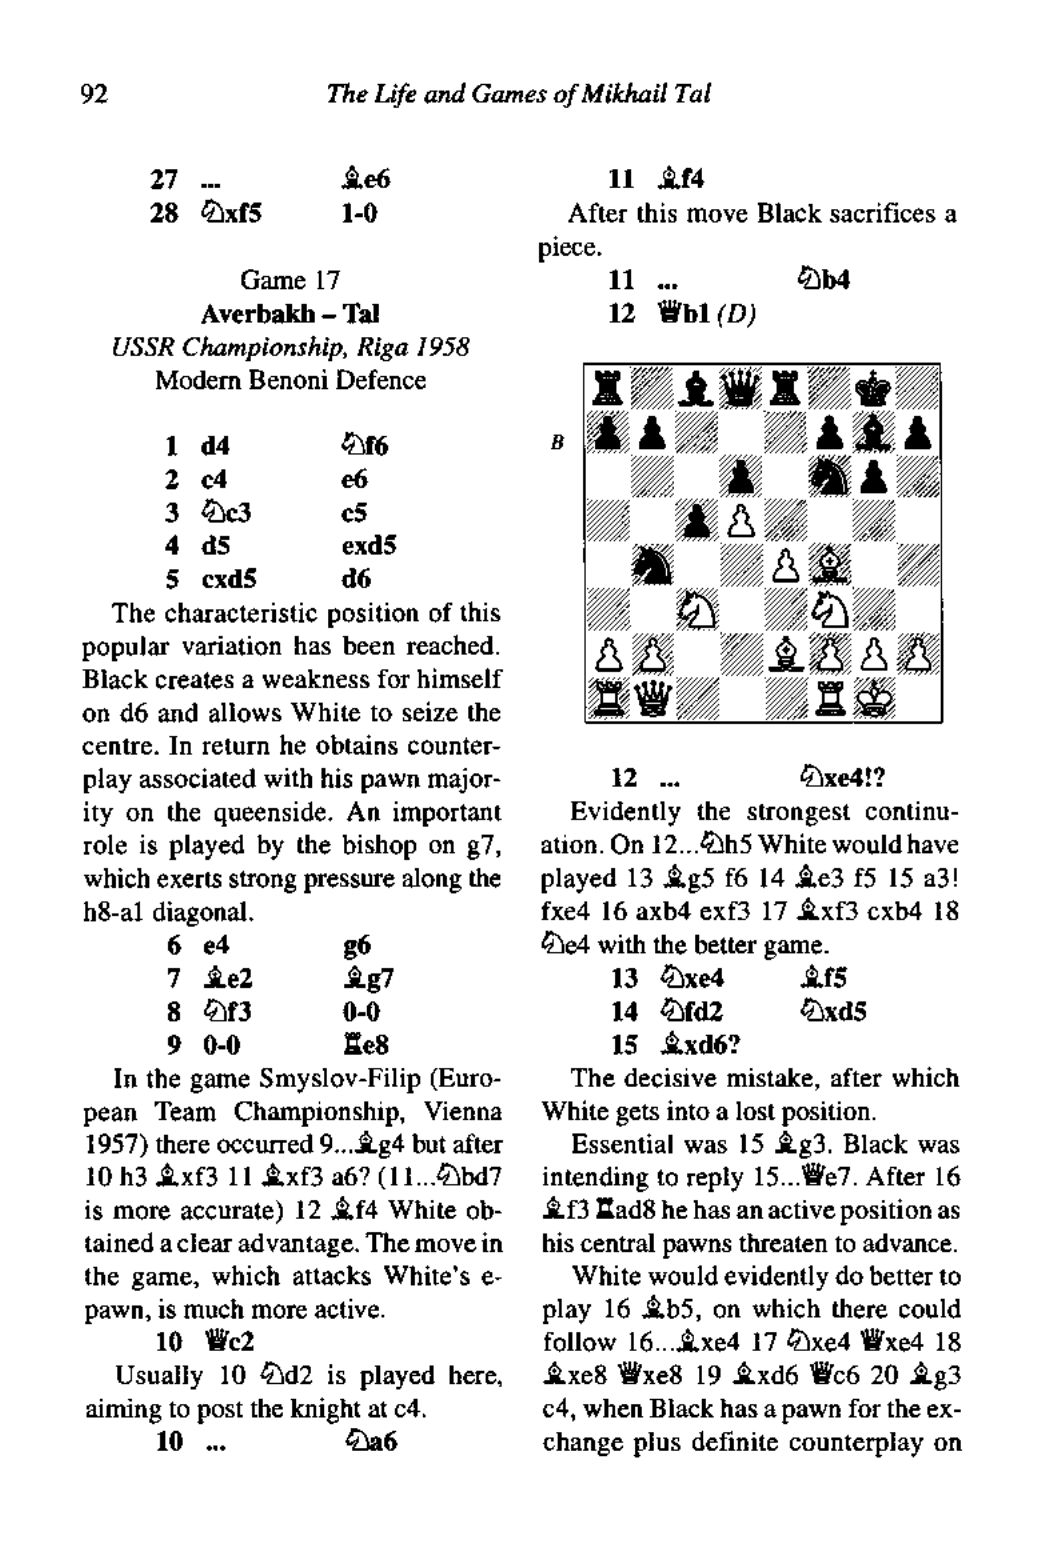 92
The Life and Games of Mikhail Tal
27 ... ♗e6
28 ♘xf5 1-0
Game 17
Averbakh – Tal
USSR Championship, Riga 1958
Modern Benoni Defence
1 d4 ♘f6
2 c4 e6
3 ♘c3 c5
4 d5 exd5
5 cxd5 d6
The characteristic position of this
popular variation has been reached.
Black creates a weakness for himself
on d6 and allows White to seize the
centre. In return he obtains counter-
play associated with his pawn major-
ity on the queenside. An important
role is played by the bishop on g7,
which exerts strong pressure along the
h8-a1 diagonal.
6 e4 g6
7 ♗e2 ♗g7
8 ♘f3 0-0
9 0-0 ♖e8
In the game Smyslov-Filip (Euro-
pean Team Championship, Vienna
1957) there occurred 9...♗g4 but after
10 h3 ♗xf3 11 ♗xf3 a6? (11...♘bd7
is more accurate) 12 ♗f4 White ob-
tained a clear advantage. The move in
the game, which attacks White's e-
pawn, is much more active.
10 ♕c2
Usually 10 ♘d2 is played here,
aiming to post the knight at c4.
10 ... ♘a6
11 ♗f4
After this move Black sacrifices a
piece.
11 ... ♘b4
12 ♕b1 (D)
B
12 ... ♘xe4!?
Evidently the strongest continu-
ation. On 12...♘h5 White would have
played 13 ♗g5 f6 14 ♗e3 f5 15 a3!
fxe4 16 axb4 exf3 17 ♗xf3 cxb4 18
♘e4 with the better game.
13 ♘xe4 ♗f5
14 ♘fd2 ♘xd5
15 ♗xd6?
The decisive mistake, after which
White gets into a lost position.
Essential was 15 ♗g3. Black was
intending to reply 15...♕e7. After 16
♗f3 ♖ad8 he has an active position as
his central pawns threaten to advance.
White would evidently do better to
play 16 ♗b5, on which there could
follow 16...♗xe4 17 ♘xe4 ♕xe4 18
♗xe8 ♕xe8 19 ♗xd6 ♕c6 20 ♗g3
c4, when Black has a pawn for the ex-
change plus definite counterplay on